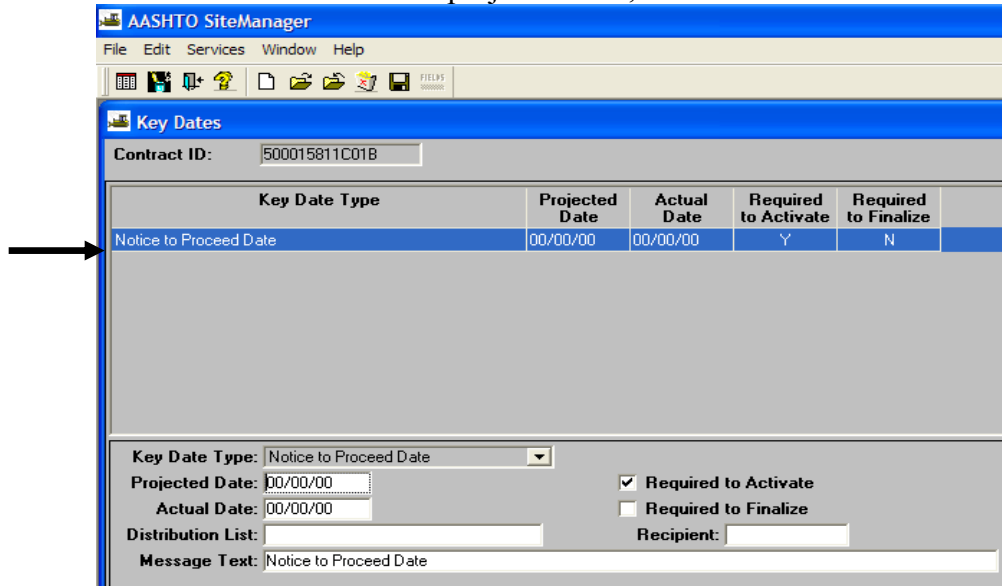 AASHTO SiteManager
File Edit Services Window Help
FIELDS
Key Dates
Contract ID: 500015811C01B
Key Date Type Projected Date Actual Date Required to Activate Required to Finalize
Notice to Proceed Date 00/00/00 00/00/00 Y N
Key Date Type: Notice to Proceed Date
Projected Date: 00/00/00 Required to Activate
Actual Date: 00/00/00 Required to Finalize
Distribution List: Recipient:
Message Text: Notice to Proceed Date